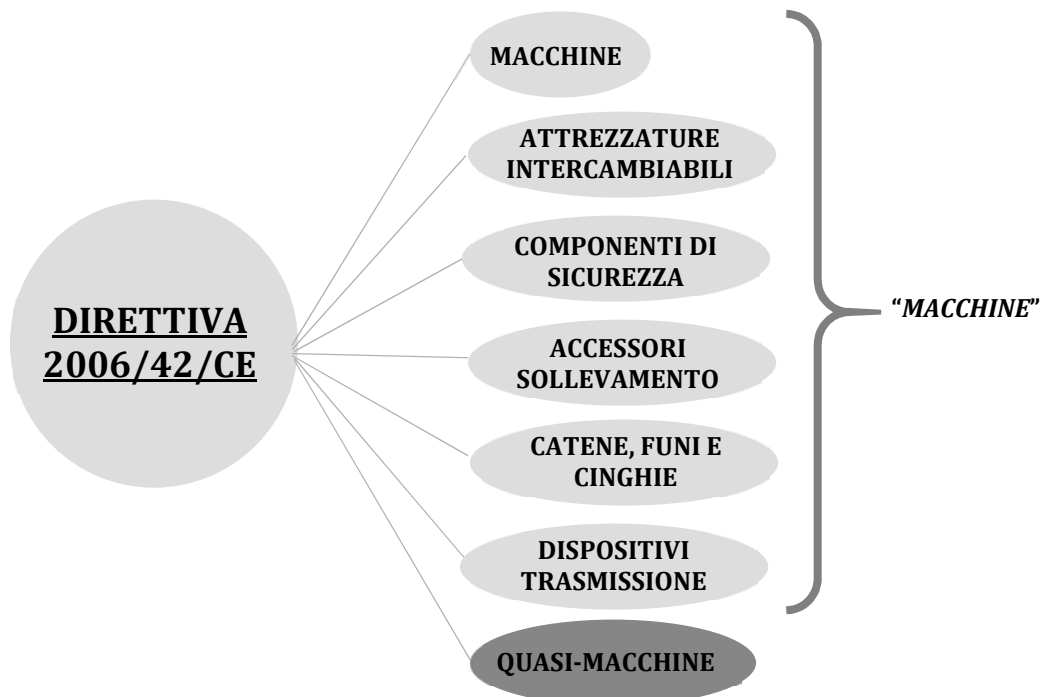 MACCHINE
ATTREZZATURE
INTERCAMBIABILI
COMPONENTI DI
SICUREZZA
DIRETTIVA
2006/42/CE
“MACCHINE”
ACCESSORI
SOLLEVAMENTO
CATENE, FUNI E
CINGHIE
DISPOSITIVI
TRASMISSIONE
QUASI-MACCHINE